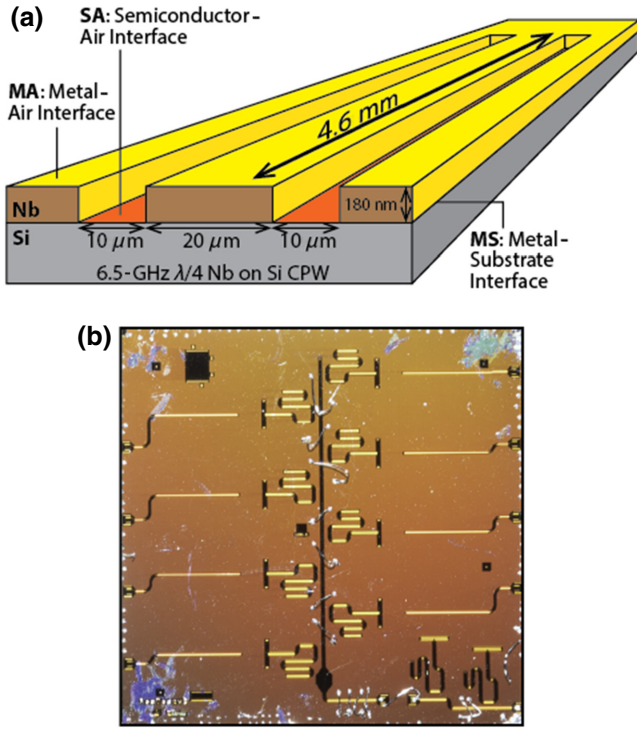 (a)
SA: Semiconductor-
Air Interface
MA: Metal-
Air Interface
4.6 mm
Nb
180 nm
Si
10 μm
20 μm
10 μm
MS: Metal-
Substrate
Interface
6.5-GHz λ/4 Nb on Si CPW
(b)